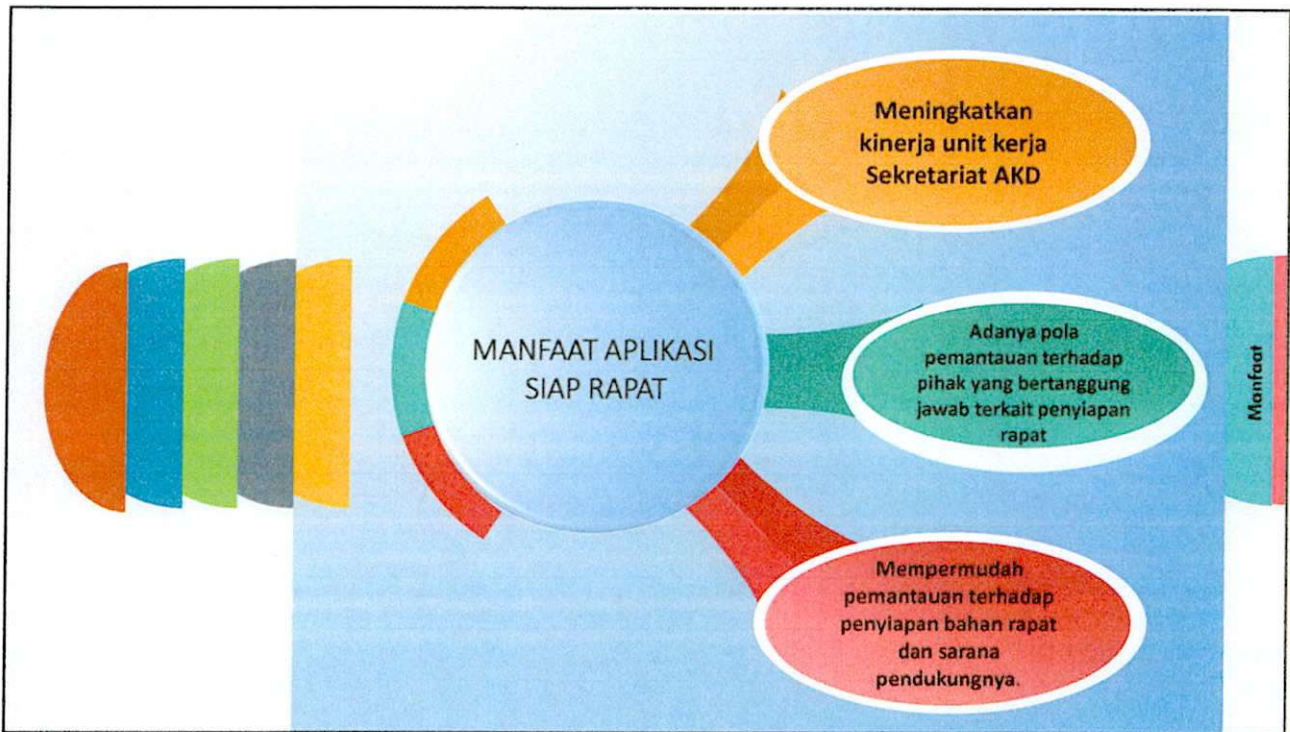 MANFAAT APLIKASI
SIAP RAPAT
Meningkatkan
kinerja unit kerja
Sekretariat AKD
Adanya pola
pemantauan terhadap
pihak yang bertanggung
jawab terkait penyiapan
rapat
Mempermudah
pemantauan terhadap
penyiapan bahan rapat
dan sarana
pendukungnya.
Manfaat